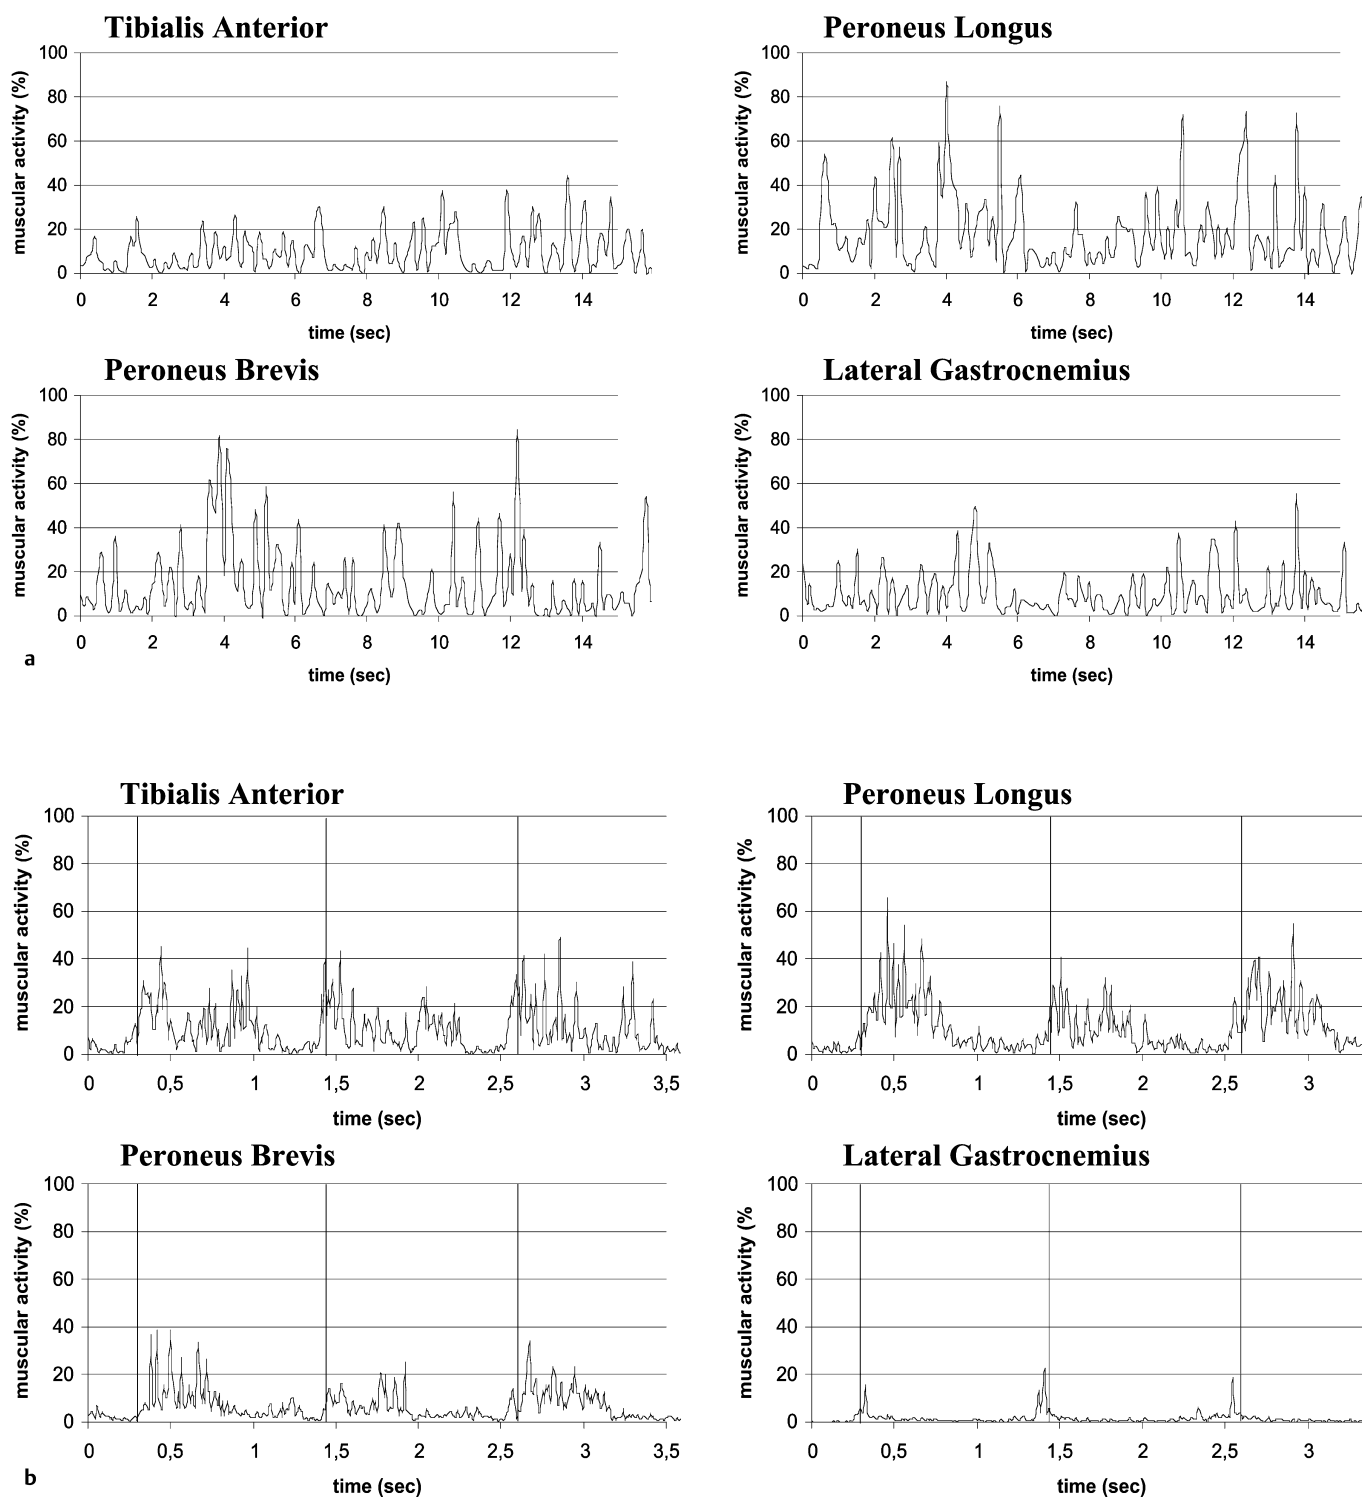 Tibialis Anterior
muscular activity (%)
100
80
60
40
20
0
0 2 4 6 8 10 12 14
time (sec)
Peroneus Longus
muscular activity (%)
100
80
60
40
20
0
0 2 4 6 8 10 12 14
time (sec)
Peroneus Brevis
muscular activity (%)
100
80
60
40
20
0
0 2 4 6 8 10 12 14
time (sec)
Lateral Gastrocnemius
muscular activity (%)
100
80
60
40
20
0
0 2 4 6 8 10 12 14
time (sec)
a
Tibialis Anterior
muscular activity (%)
100
80
60
40
20
0
0 0,5 1 1,5 2 2,5 3 3,5
time (sec)
Peroneus Longus
muscular activity (%
100
80
60
40
20
0
0 0,5 1 1,5 2 2,5 3
time (sec)
Peroneus Brevis
muscular activity (%)
100
80
60
40
20
0
0 0,5 1 1,5 2 2,5 3 3,5
time (sec)
Lateral Gastrocnemius
muscular activity (%
100
80
60
40
20
0
0 0,5 1 1,5 2 2,5 3
time (sec)
b